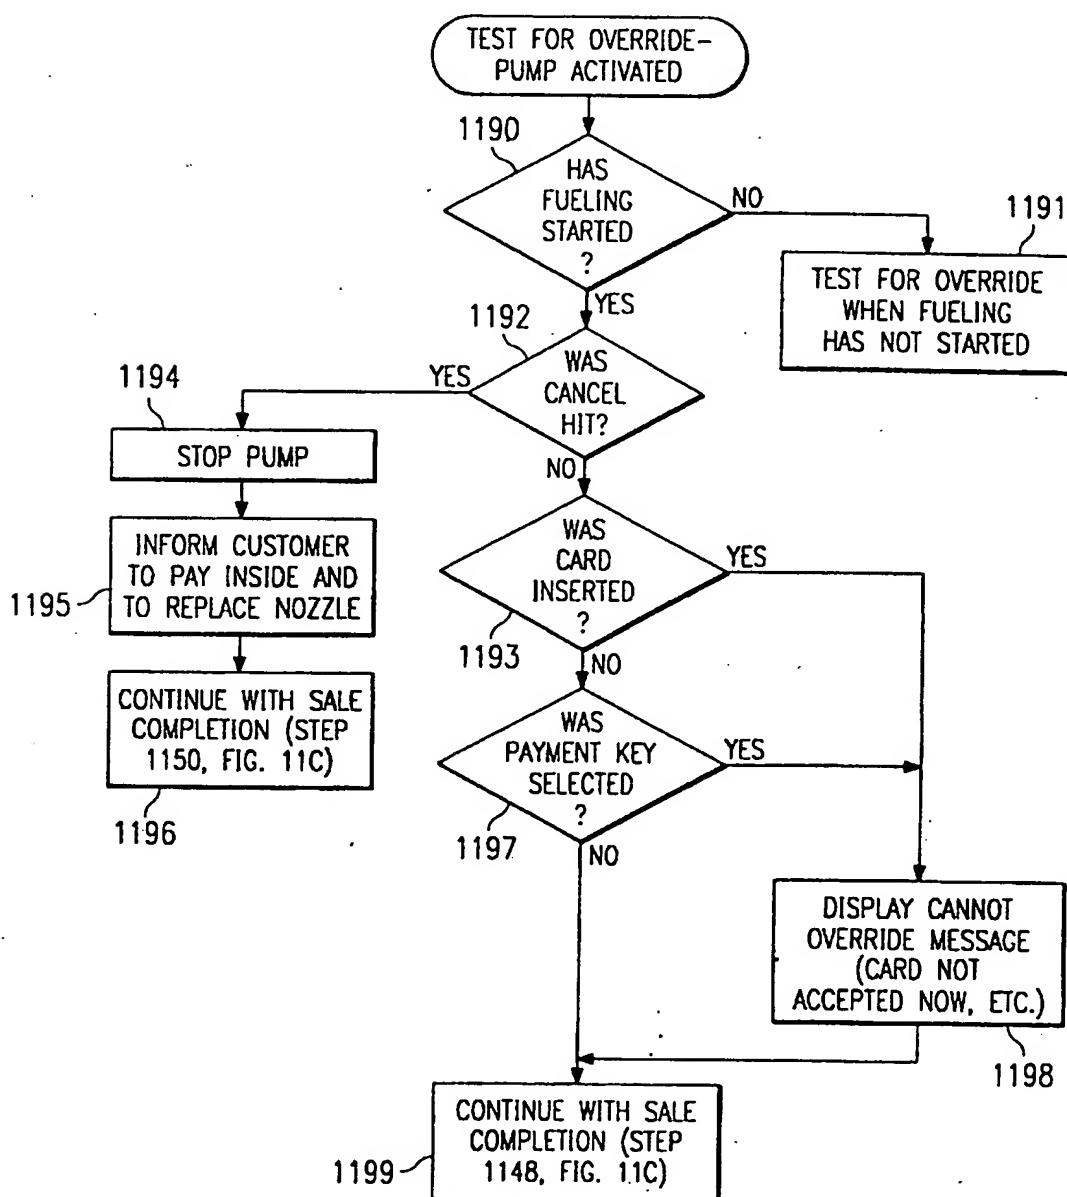 TEST FOR OVERRIDE-
PUMP ACTIVATED
1190
HAS
FUELING
STARTED
?
NO
1191
TEST FOR OVERRIDE
WHEN FUELING
HAS NOT STARTED
YES
1192
WAS
CANCEL
HIT?
YES
1194
STOP PUMP
NO
INFORM CUSTOMER
TO PAY INSIDE AND
TO REPLACE NOZZLE
1195
WAS
CARD
INSERTED
?
YES
1193
NO
CONTINUE WITH SALE
COMPLETION (STEP
1150, FIG. 11C)
1196
WAS
PAYMENT KEY
SELECTED
?
YES
1197
NO
DISPLAY CANNOT
OVERRIDE MESSAGE
(CARD NOT
ACCEPTED NOW, ETC.)
1198
CONTINUE WITH SALE
COMPLETION (STEP
1148, FIG. 11C)
1199